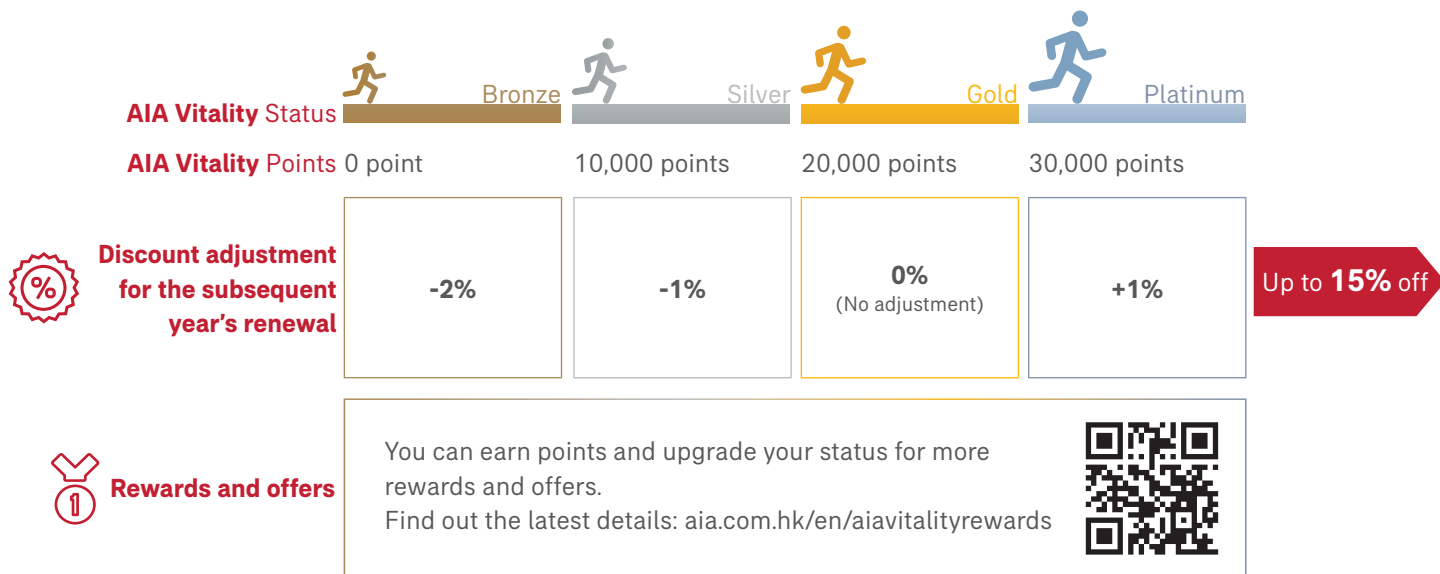 Bronze
Silver
Gold
Platinum
AIA Vitality Status
AIA Vitality Points
0 point
10,000 points
20,000 points
30,000 points
Discount adjustment
for the subsequent
year's renewal
%
-2%
-1%
0%
(No adjustment)
+1%
Up to 15% off
1
Rewards and offers
You can earn points and upgrade your status for more
rewards and offers.
Find out the latest details: aia.com.hk/en/aiavitalityrewards